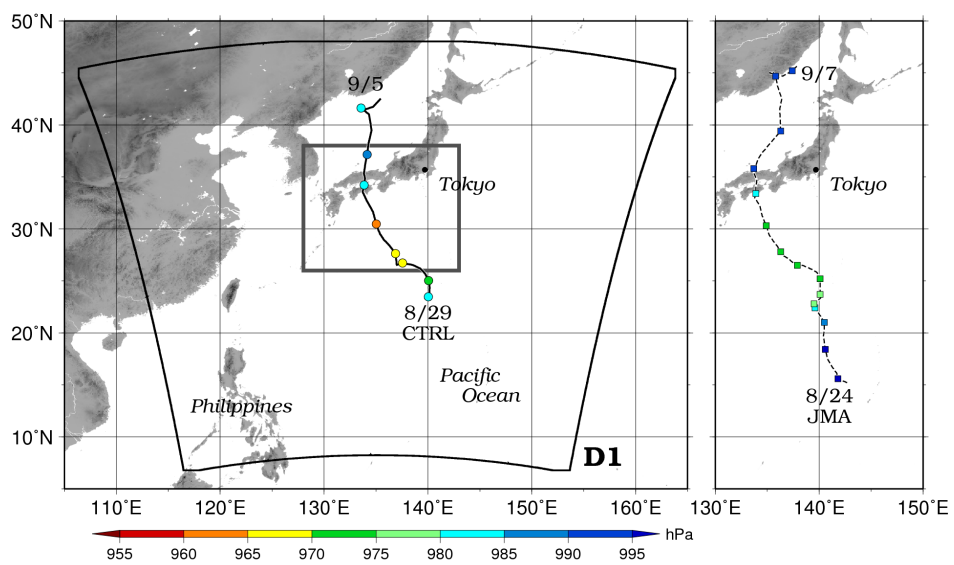 50˚N
40˚N
30˚N
20˚N
10˚N
9/5
Tokyo
8/29
CTRL
Pacific
Ocean
Philippines
D1
110˚E 120˚E 130˚E 140˚E 150˚E 160˚E
9/7
Tokyo
8/24
JMA
130˚E 140˚E 150˚E
955 960 965 970 975 980 985 990 995 hPa